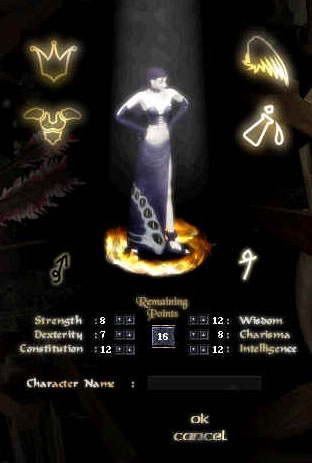 Remaining
Points
Strength : 8 12 : Wisdom
Dexterity : 7 16 8 : Charisma
Constitution : 12 12 : Intelligence
Character Name :
ok
cancel